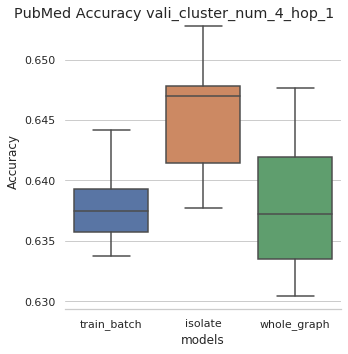 PubMed Accuracy vali_cluster_num_4_hop_1
0.650
0.645
0.640
0.635
0.630
Accuracy
train_batch isolate whole_graph
models